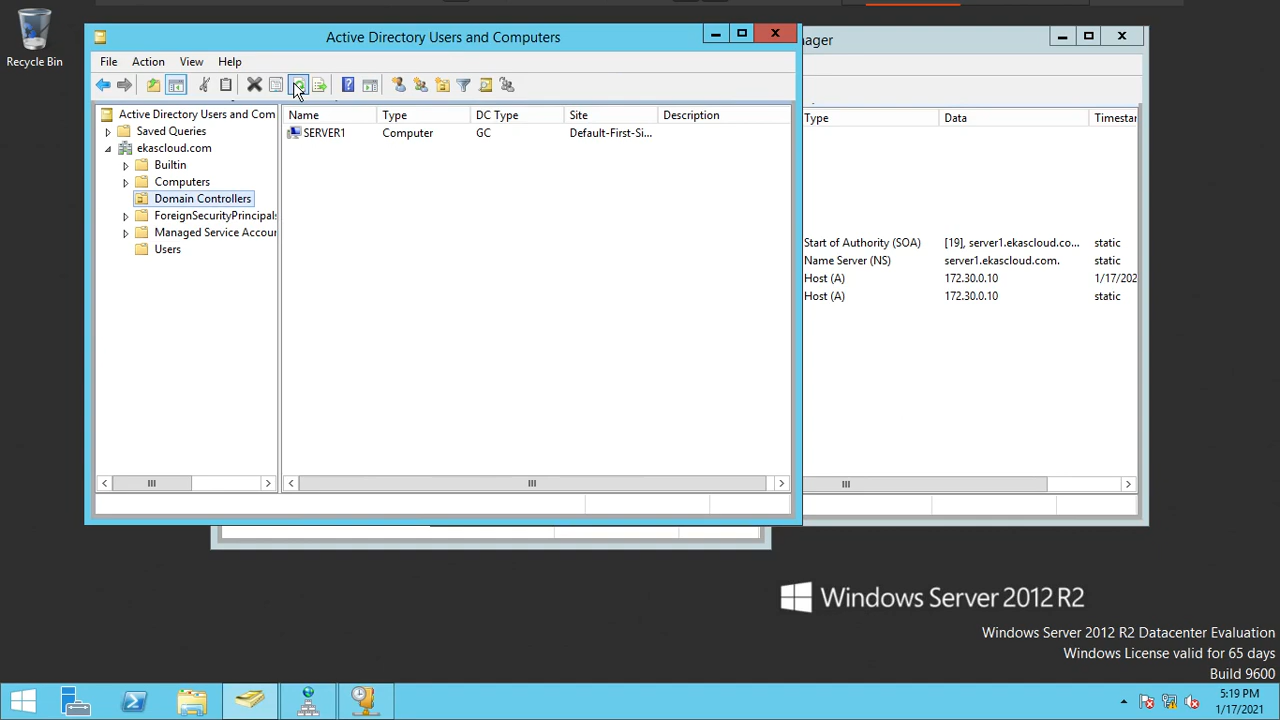 Recycle Bin
Active Directory Users and Computers
File Action View Help
Active Directory Users and Com
Saved Queries
ekascloud.com
Builtin
Computers
Domain Controllers
ForeignSecurityPrincipals
Managed Service Accour
Users
Name Type DC Type Site Description
SERVER1 Computer GC Default-First-Si...
ager
Type Data Timestar
Start of Authority (SOA) [19], server1.ekascloud.co... static
Name Server (NS) server1.ekascloud.com. static
Host (A) 172.30.0.10 1/17/202
Host (A) 172.30.0.10 static
Windows Server 2012 R2
Windows Server 2012 R2 Datacenter Evaluation
Windows License valid for 65 days
Build 9600
5:19 PM
1/17/2021